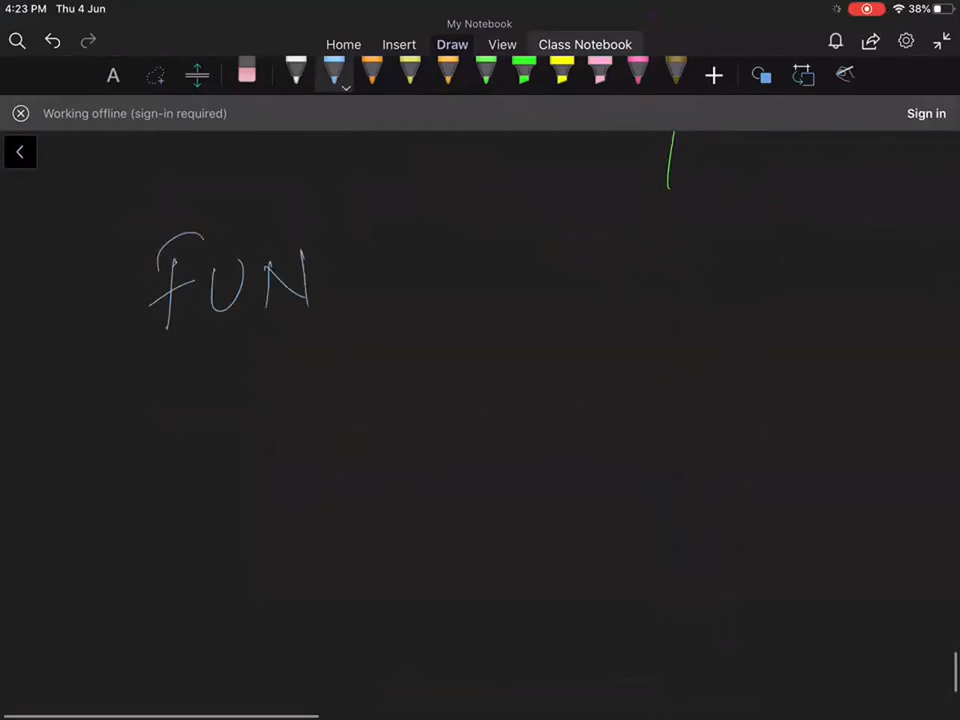 4:23 PM Thu 4 Jun
38%
My Notebook
Home Insert Draw View Class Notebook
A
Working offline (sign-in required) Sign in
FUN